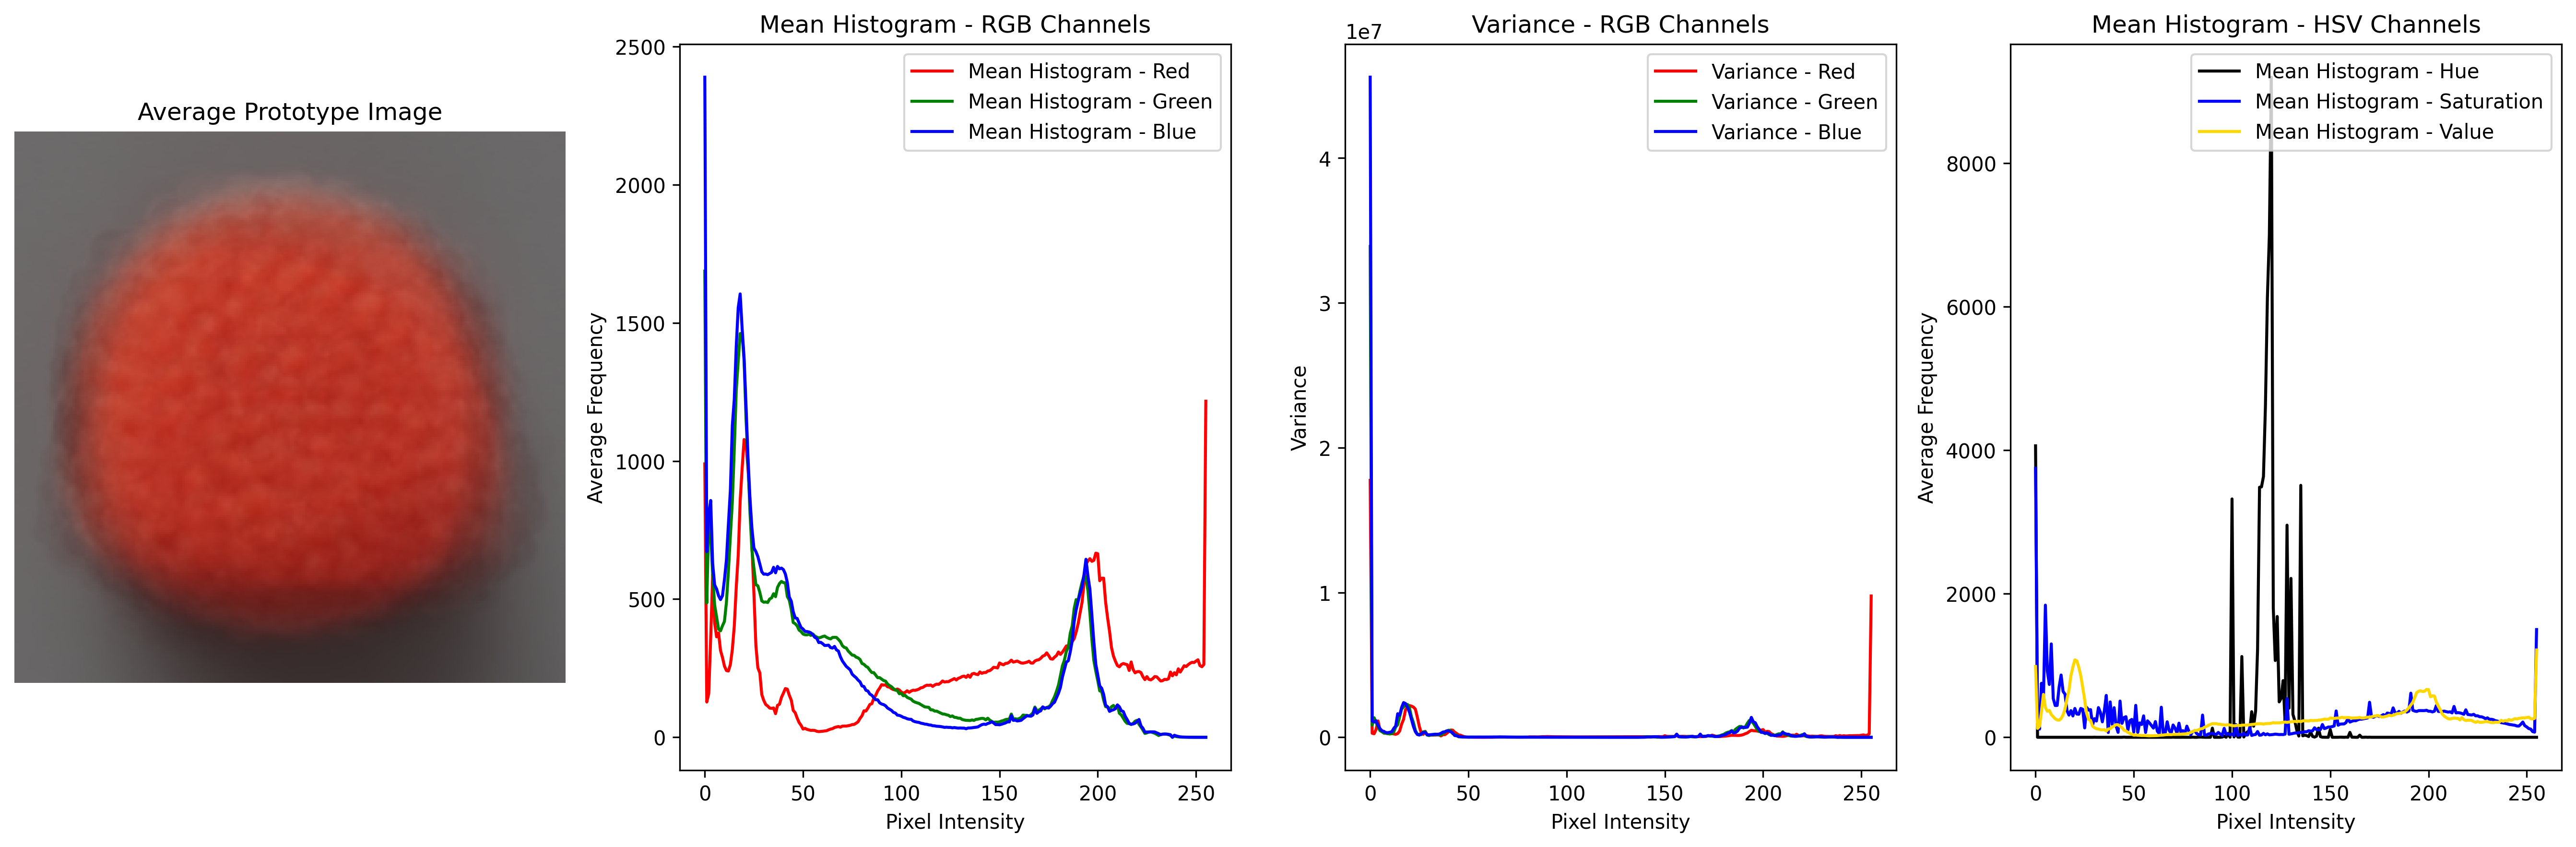 Average Prototype Image
Mean Histogram - RGB Channels
2500
2000
1500
1000
500
0
Average Frequency
Mean Histogram - Red
Mean Histogram - Green
Mean Histogram - Blue
0 50 100 150 200 250
Pixel Intensity
Variance - RGB Channels
1e7
4
3
2
1
0
Variance
Variance - Red
Variance - Green
Variance - Blue
0 50 100 150 200 250
Pixel Intensity
Mean Histogram - HSV Channels
8000
6000
4000
2000
0
Average Frequency
Mean Histogram - Hue
Mean Histogram - Saturation
Mean Histogram - Value
0 50 100 150 200 250
Pixel Intensity